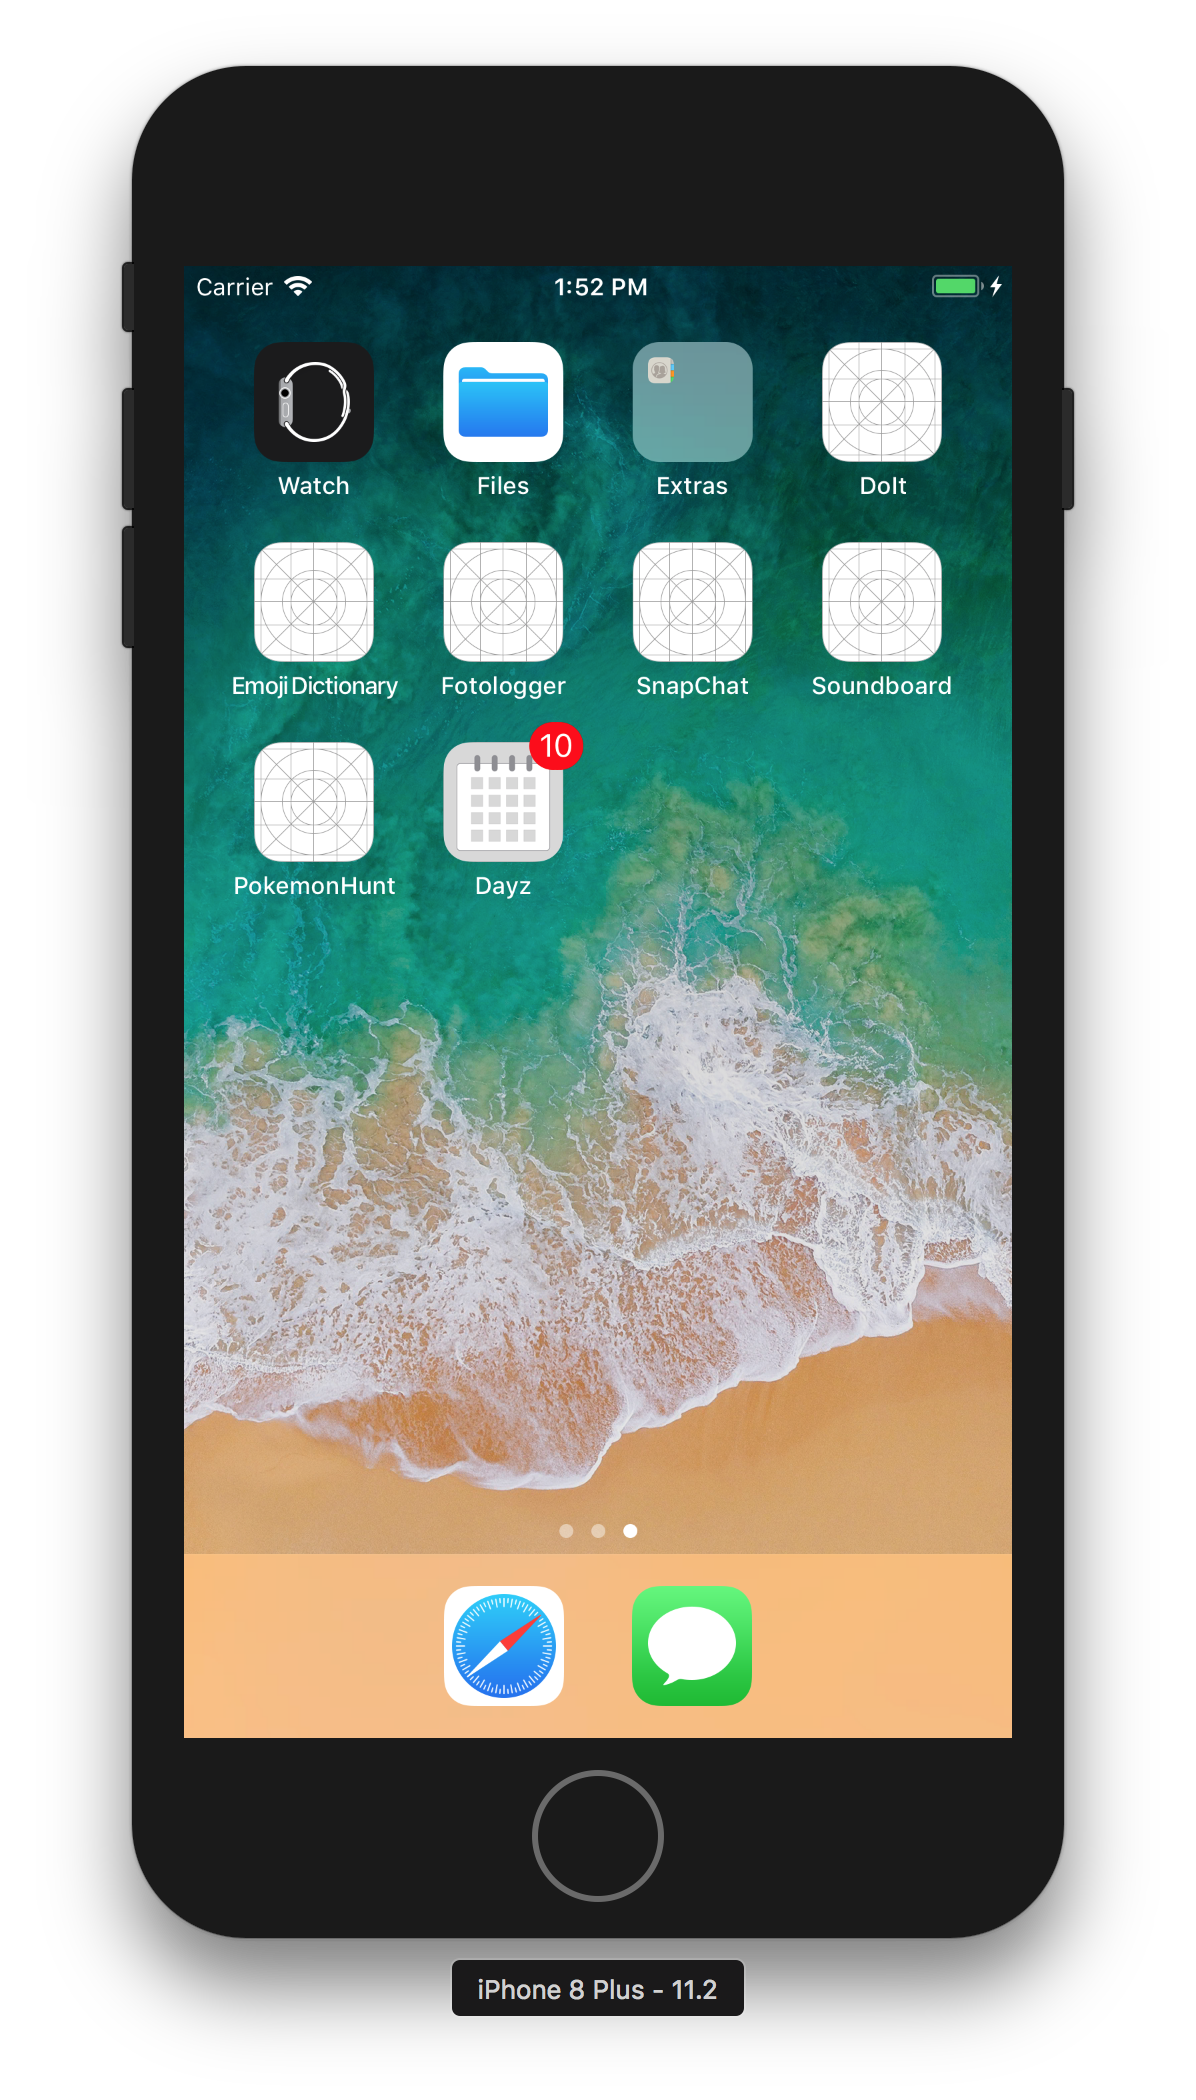 Carrier 1:52 PM
Watch Files Extras DoIt
Emoji Dictionary Fotologger SnapChat Soundboard
10
PokemonHunt Dayz
iPhone 8 Plus - 11.2